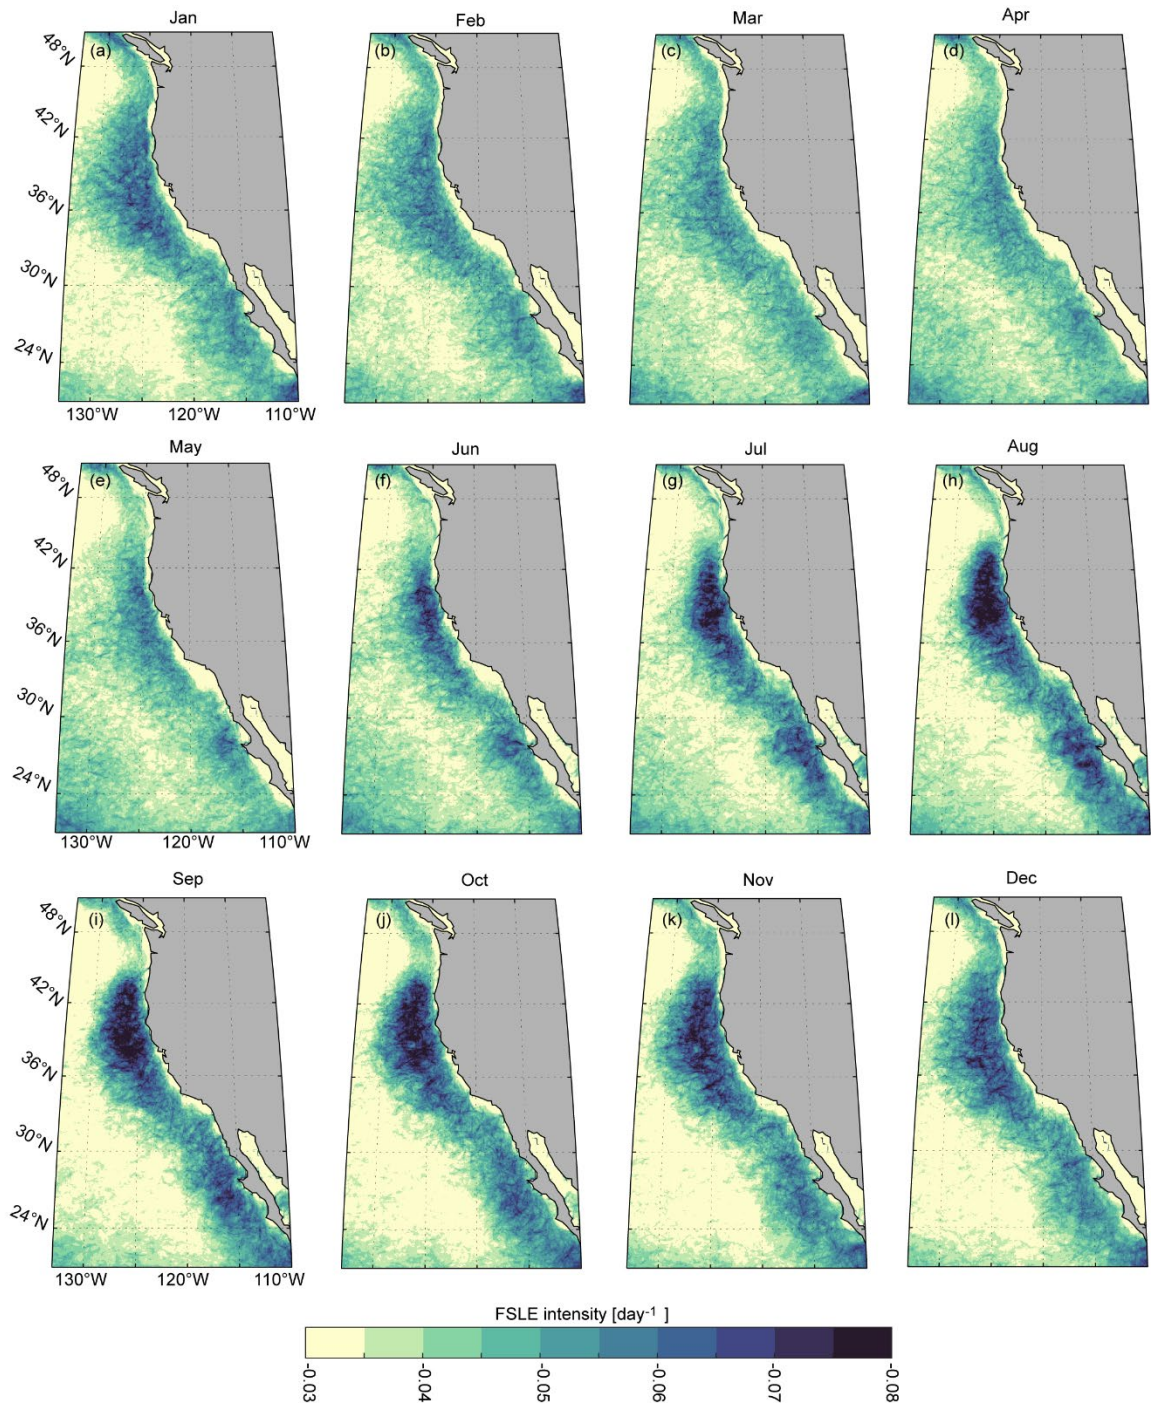 Jan Feb Mar Apr
(a) (b) (c) (d)
48°N
42°N
36°N
30°N
24°N
130°W 120°W 110°W
May Jun Jul Aug
(e) (f) (g) (h)
48°N
42°N
36°N
30°N
24°N
130°W 120°W 110°W
Sep Oct Nov Dec
(i) (j) (k) (l)
48°N
42°N
36°N
30°N
24°N
130°W 120°W 110°W
FSLE intensity [day⁻¹ ]
0.03 0.04 0.05 0.06 0.07 0.08